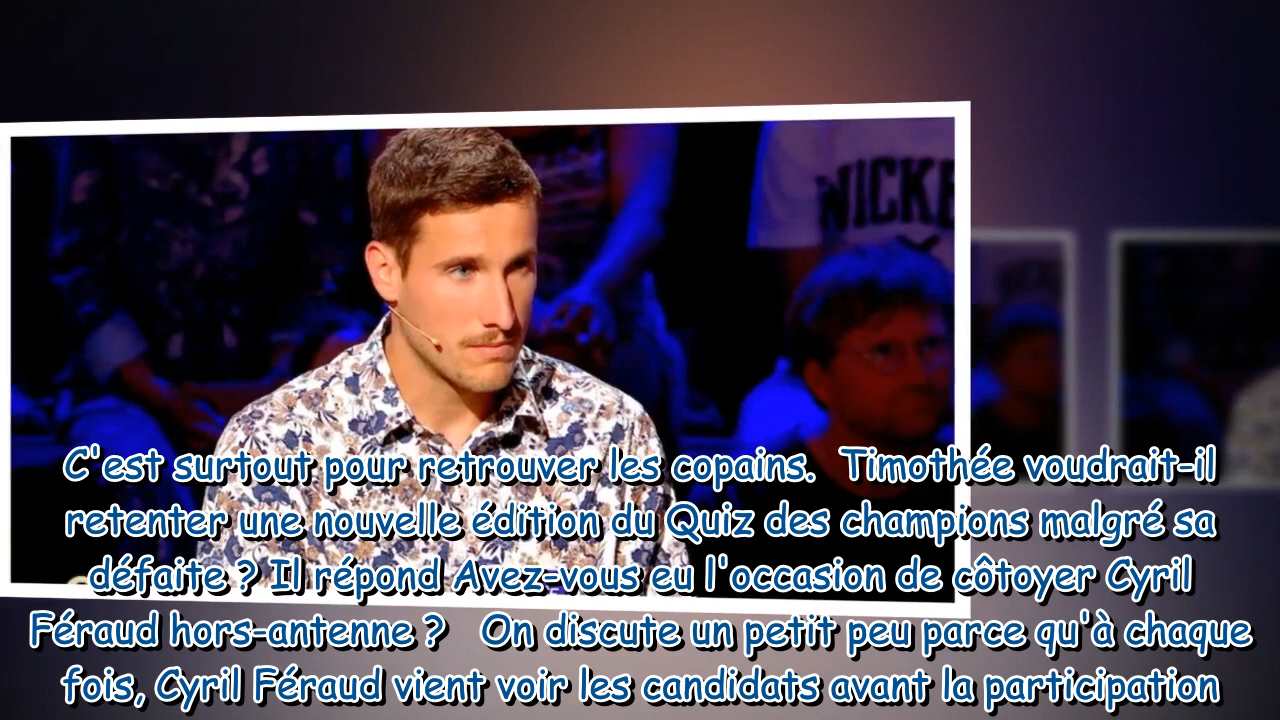 NICKE
C'est surtout pour retrouver les copains.  Timothée voudrait-il
retenter une nouvelle édition du Quiz des champions malgré sa
défaite ? Il répond Avez-vous eu l'occasion de côtoyer Cyril
Féraud hors-antenne ?   On discute un petit peu parce qu'à chaque
fois, Cyril Féraud vient voir les candidats avant la participation